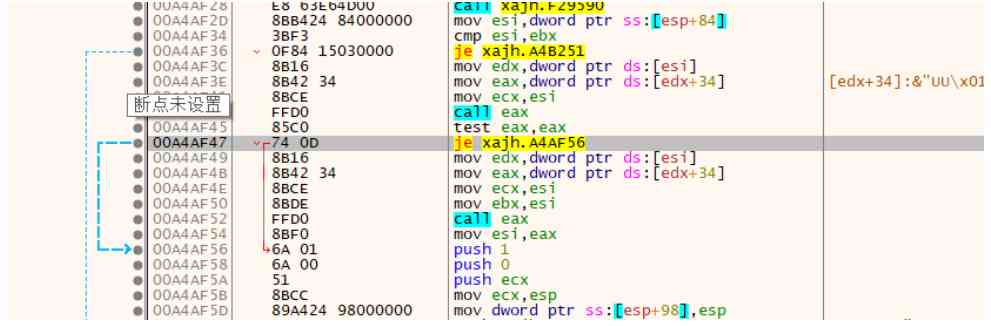 00A4AF28 E8 63E64D00 call xajh.F29590
00A4AF2D 8BB424 84000000 mov esi,dword ptr ss:[esp+84]
00A4AF34 3BF3 cmp esi,ebx
00A4AF36 0F84 15030000 je xajh.A4B251
00A4AF3C 8B16 mov edx,dword ptr ds:[esi]
00A4AF3E 8B42 34 mov eax,dword ptr ds:[edx+34] [edx+34]:&"UU\x01
断点未设置 8BCE mov ecx,esi
FFD0 call eax
00A4AF45 85C0 test eax,eax
00A4AF47 74 0D je xajh.A4AF56
00A4AF49 8B16 mov edx,dword ptr ds:[esi]
00A4AF4B 8B42 34 mov eax,dword ptr ds:[edx+34]
00A4AF4E 8BCE mov ecx,esi
00A4AF50 8BDE mov ebx,esi
00A4AF52 FFD0 call eax
00A4AF54 8BF0 mov esi,eax
00A4AF56 6A 01 push 1
00A4AF58 6A 00 push 0
00A4AF5A 51 push ecx
00A4AF5B 8BCC mov ecx,esp
00A4AF5D 89A424 98000000 mov dword ptr ss:[esp+98],esp